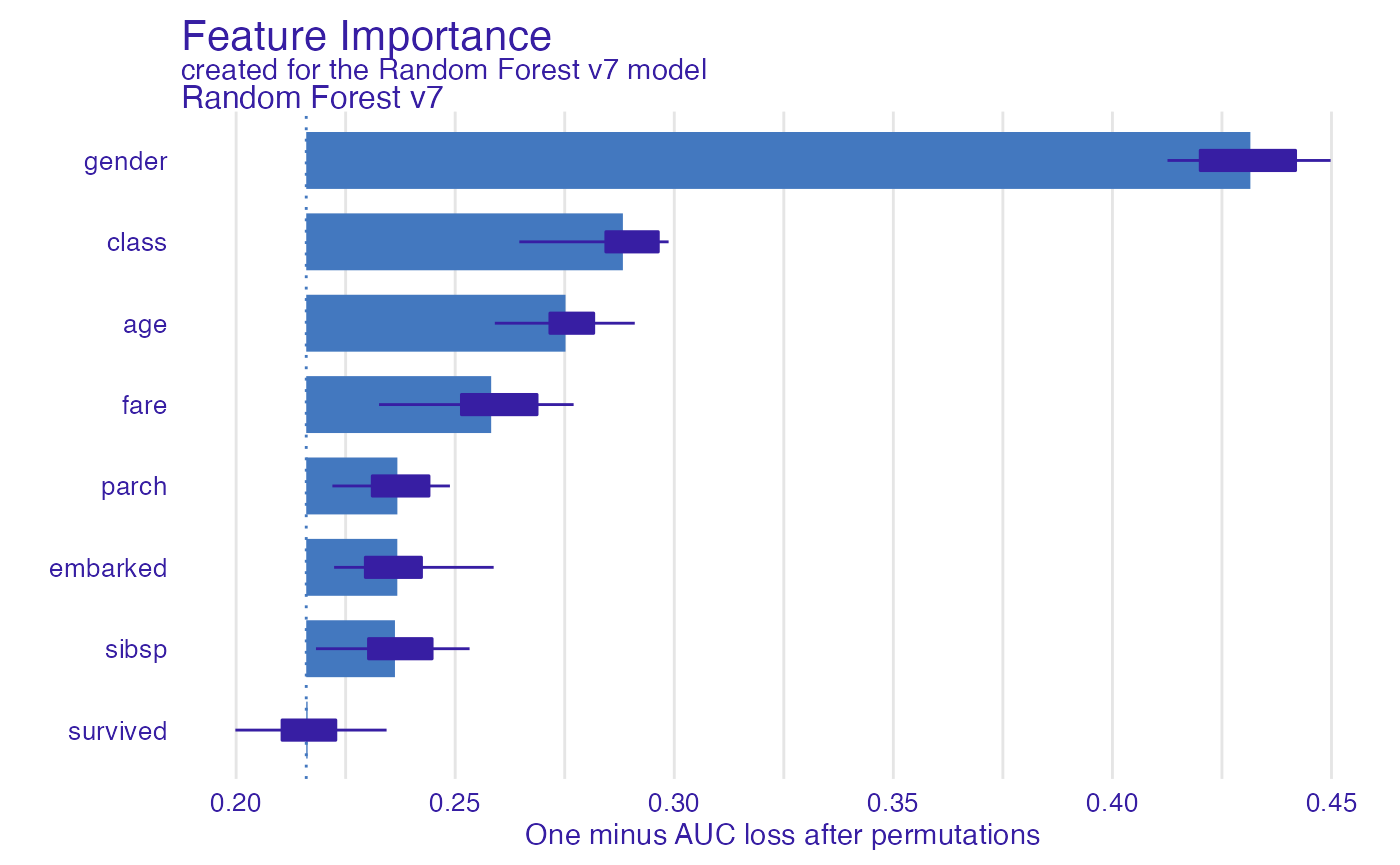 Feature Importance
created for the Random Forest v7 model
Random Forest v7
gender
class
age
fare
parch
embarked
sibsp
survived
0.20 0.25 0.30 0.35 0.40 0.45
One minus AUC loss after permutations